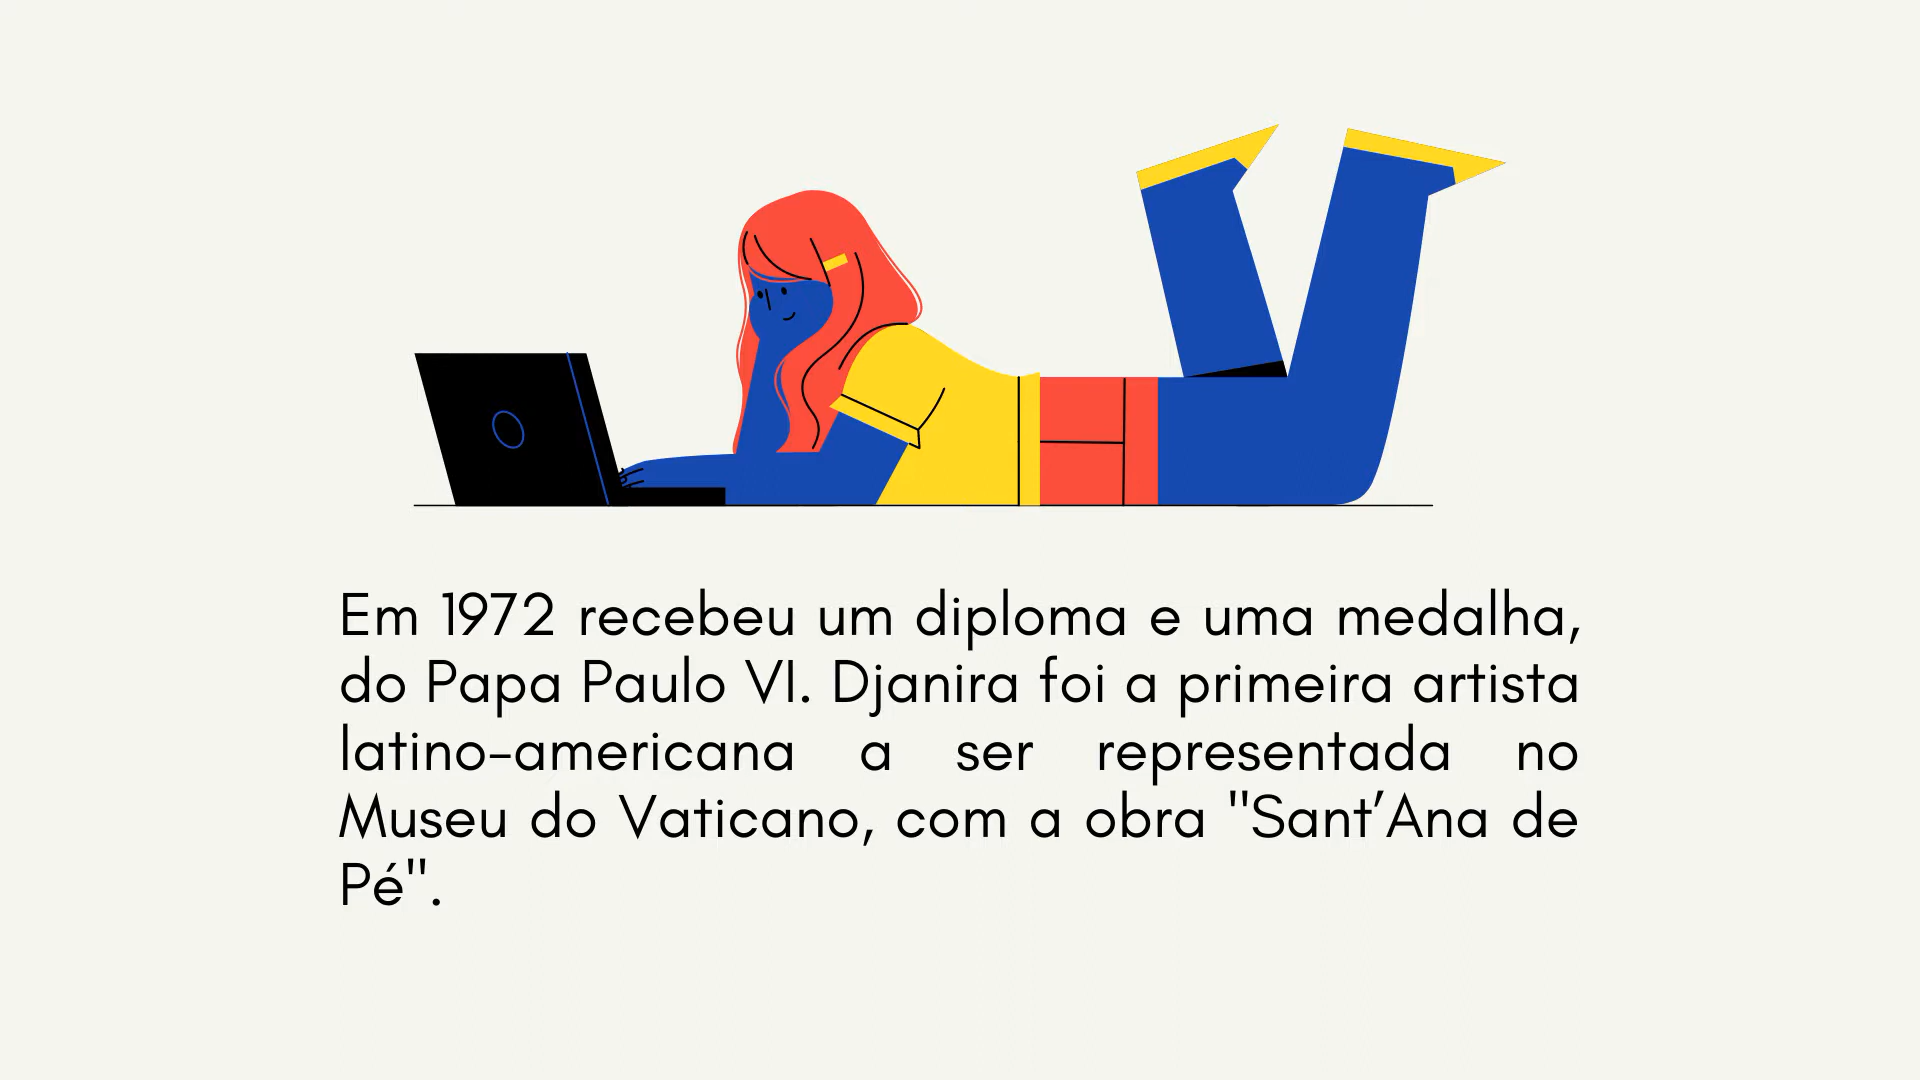 Em 1972 recebeu um diploma e uma medalha,
do Papa Paulo VI. Djanira foi a primeira artista
latino-americana a ser representada no
Museu do Vaticano, com a obra "Sant’Ana de
Pé".